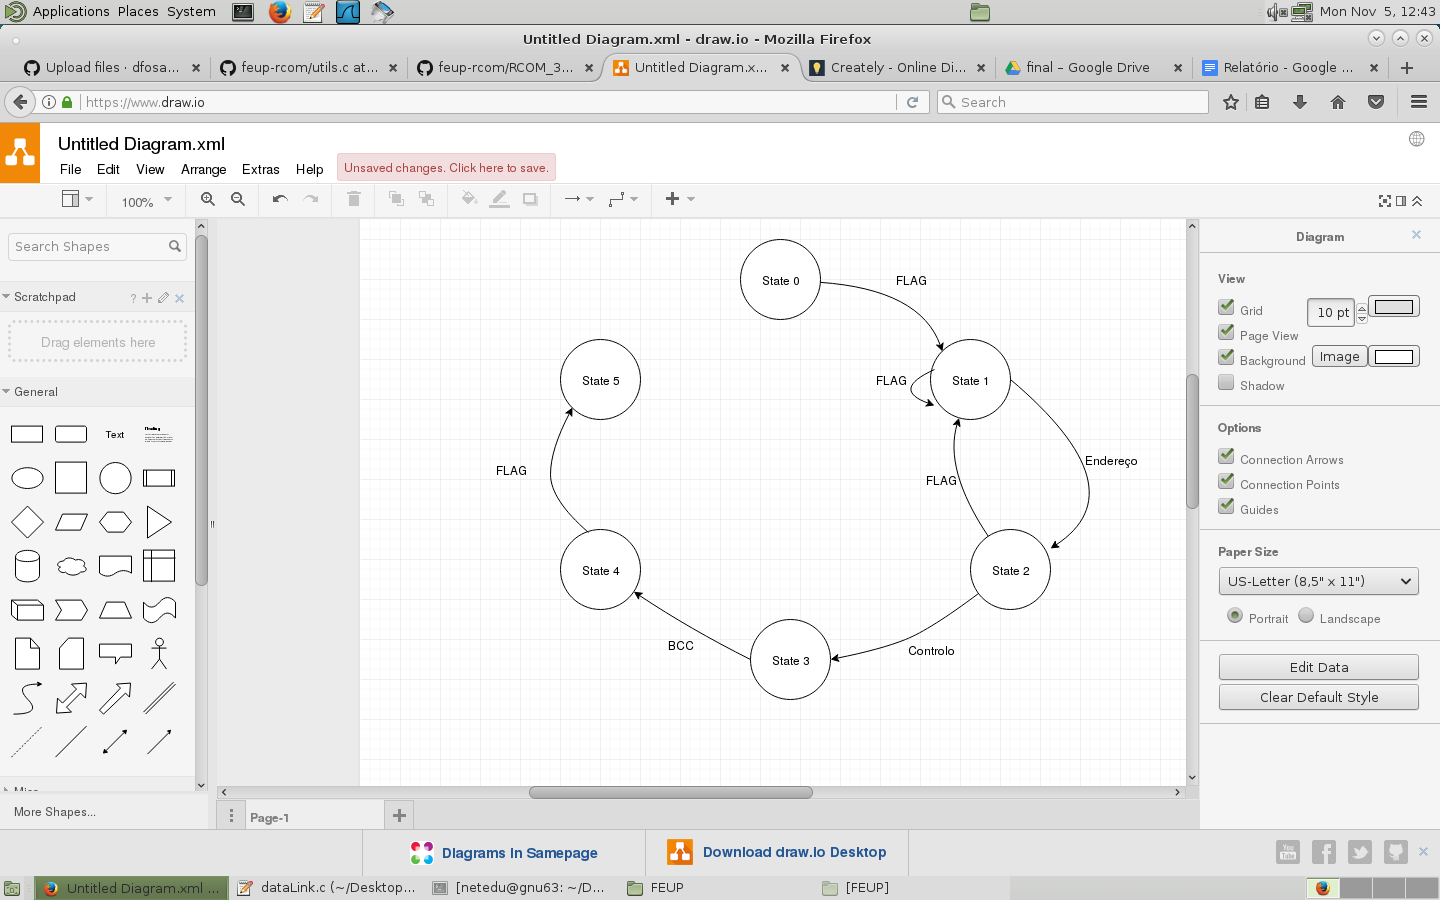 Applications Places System
Mon Nov 5, 12:43
Untitled Diagram.xml - draw.io - Mozilla Firefox
Upload files · dfosa...
feup-rcom/utils.c at...
feup-rcom/RCOM_3...
Untitled Diagram.x...
Creately - Online Di...
final – Google Drive
Relatório - Google ...
https://www.draw.io
Search
Untitled Diagram.xml
File Edit View Arrange Extras Help
Unsaved changes. Click here to save.
100%
Search Shapes
Scratchpad
?
Drag elements here
General
Text
More Shapes...
State 0
FLAG
State 5
FLAG
State 1
Endereço
FLAG
FLAG
State 4
State 2
BCC
State 3
Controlo
Page-1
Diagram
View
Grid
10 pt
Page View
Background
Image
Shadow
Options
Connection Arrows
Connection Points
Guides
Paper Size
US-Letter (8,5" x 11")
Portrait
Landscape
Edit Data
Clear Default Style
Diagrams in Samepage
Download draw.io Desktop
You Tube
Untitled Diagram.xml ...
dataLink.c (~/Desktop...
[netedu@gnu63: ~/D...
FEUP
[FEUP]